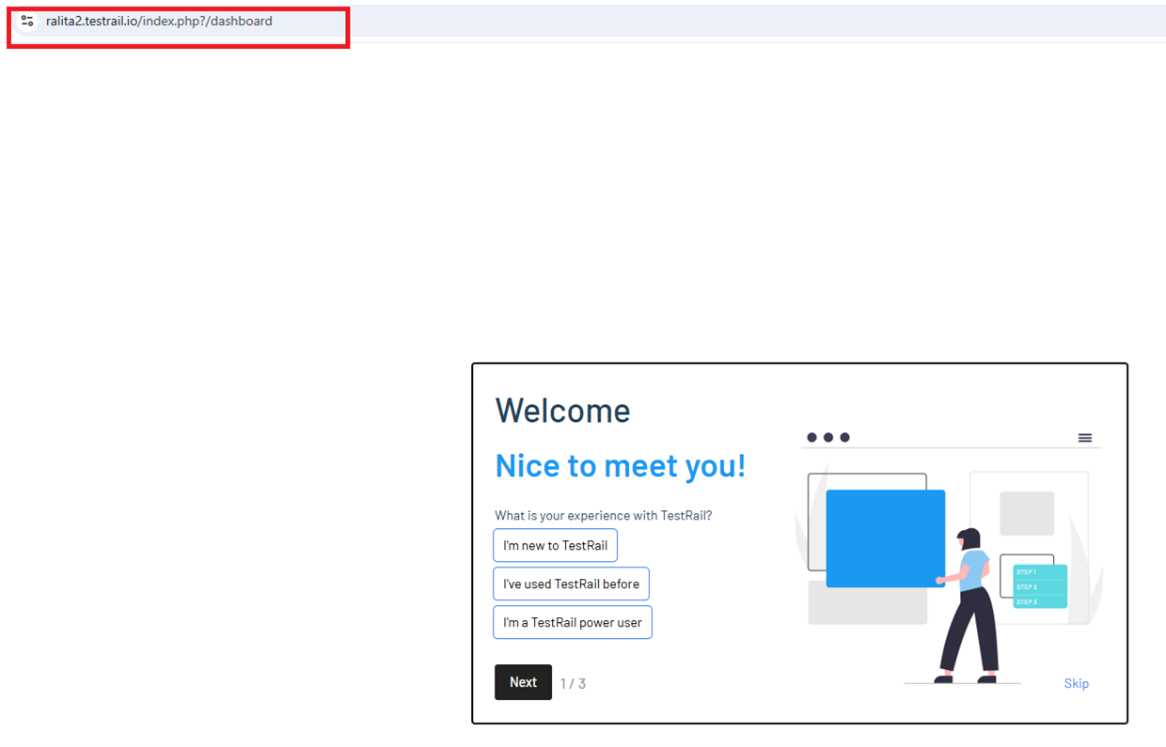 ralita2.testrail.io/index.php?/dashboard
Welcome
Nice to meet you!
What is your experience with TestRail?
I'm new to TestRail
I've used TestRail before
I'm a TestRail power user
STEP 1
STEP 2
STEP 3
Next 1 / 3
Skip